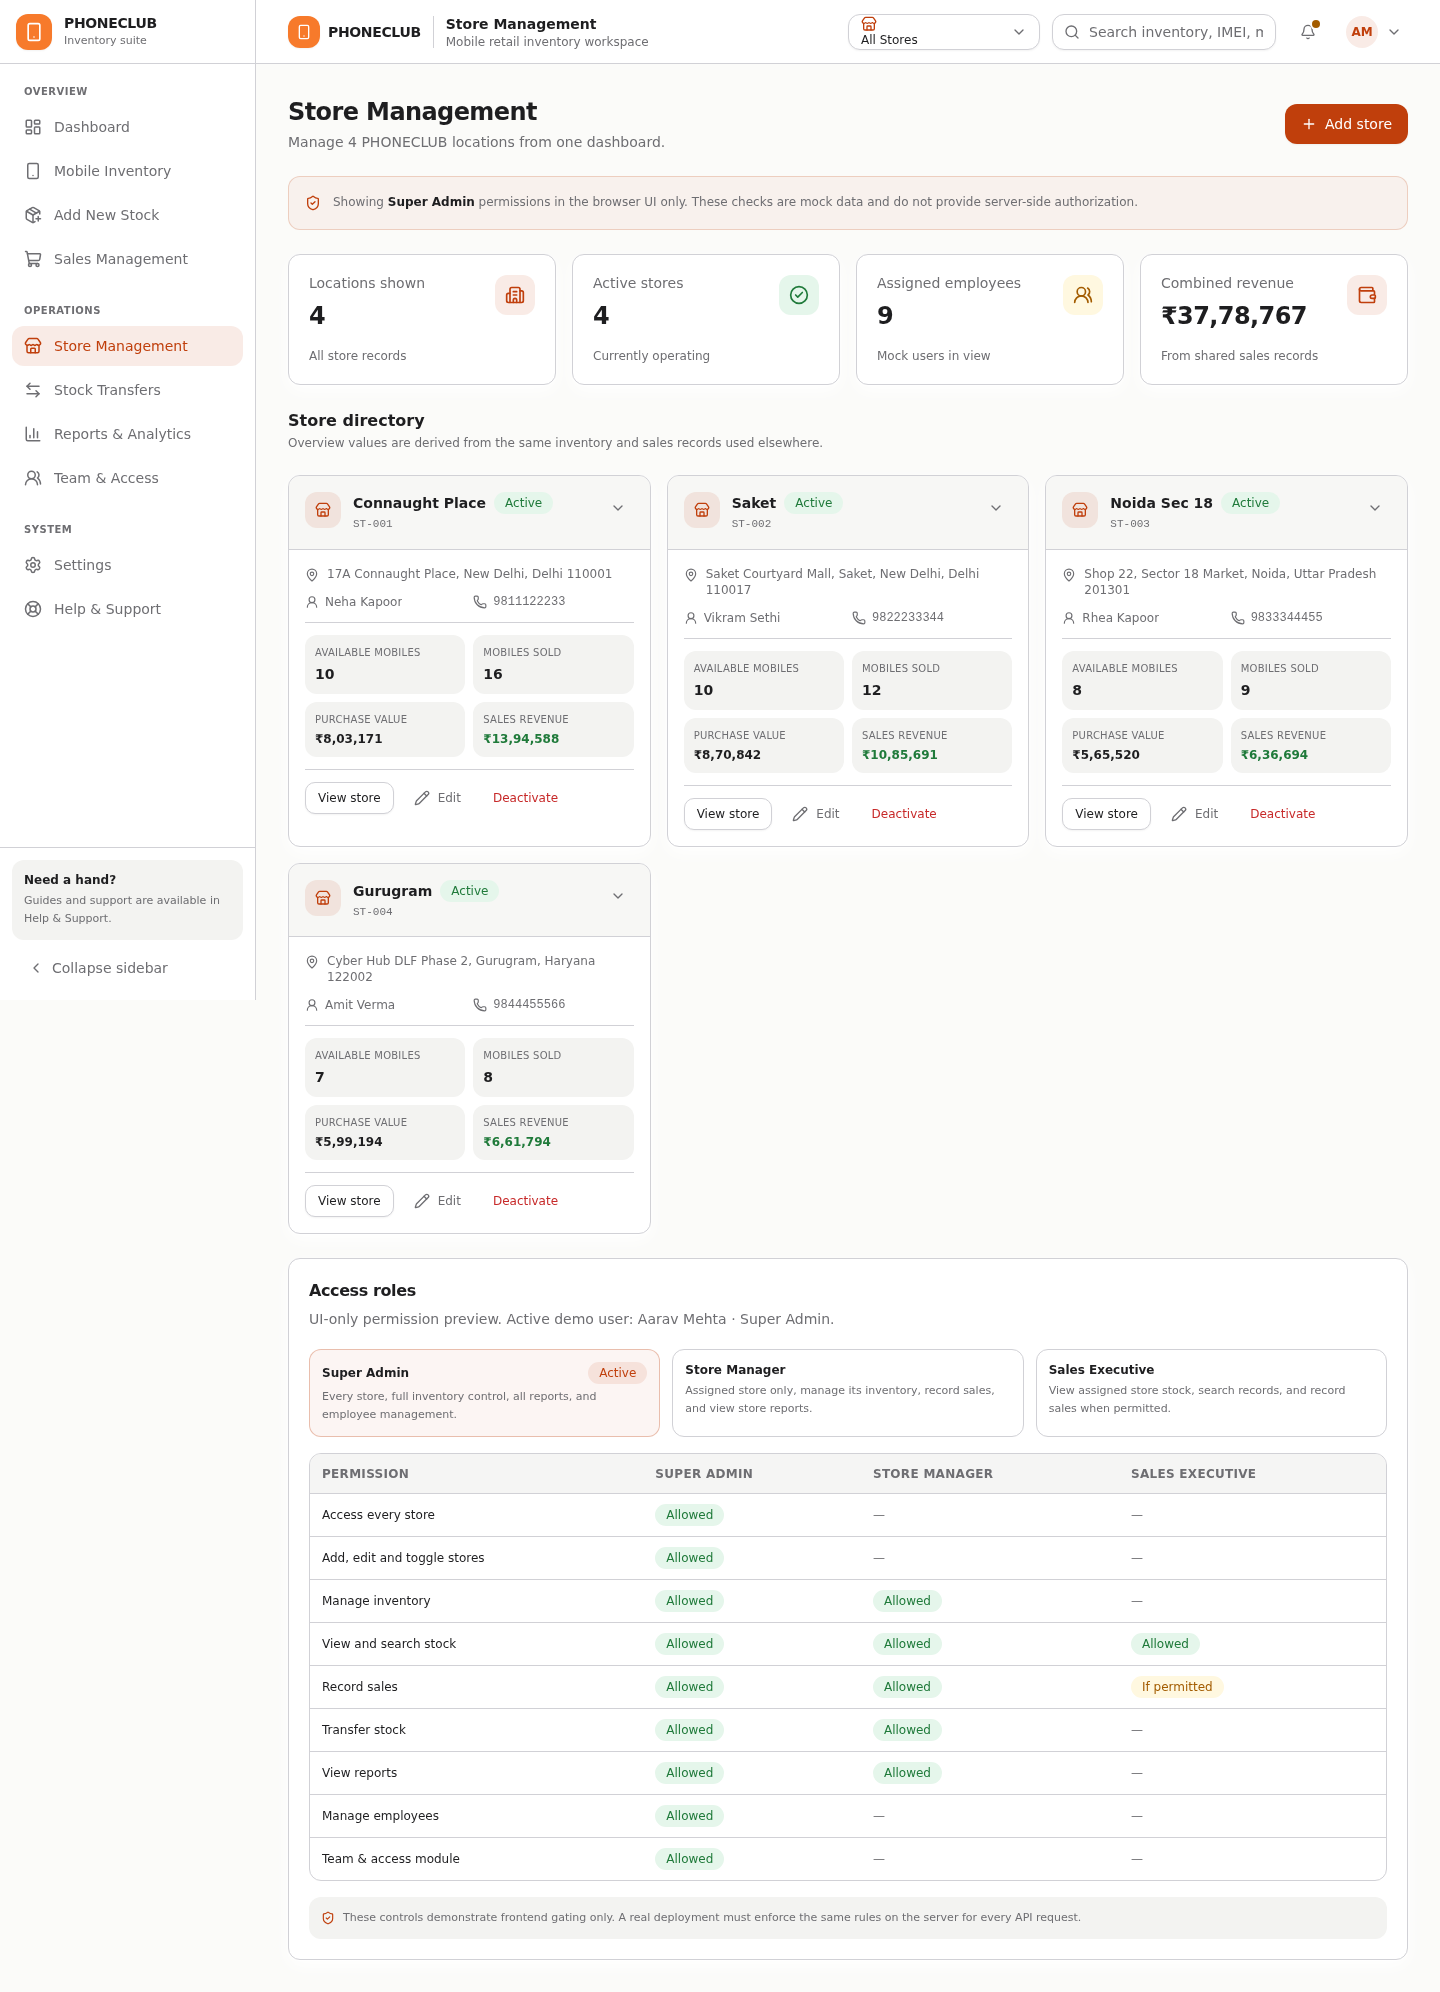 PHONECLUB
Inventory suite
OVERVIEW
Dashboard
Mobile Inventory
Add New Stock
Sales Management
OPERATIONS
Store Management
Stock Transfers
Reports & Analytics
Team & Access
SYSTEM
Settings
Help & Support
Need a hand?
Guides and support are available in
Help & Support.
Collapse sidebar
PHONECLUB
Store Management
Mobile retail inventory workspace
All Stores
Search inventory, IMEI, n
AM
Store Management
Manage 4 PHONECLUB locations from one dashboard.
+ Add store
Showing Super Admin permissions in the browser UI only. These checks are mock data and do not provide server-side authorization.
Locations shown
4
All store records
Active stores
4
Currently operating
Assigned employees
9
Mock users in view
Combined revenue
₹37,78,767
From shared sales records
Store directory
Overview values are derived from the same inventory and sales records used elsewhere.
Connaught Place Active
ST-001
17A Connaught Place, New Delhi, Delhi 110001
Neha Kapoor 9811122233
AVAILABLE MOBILES
10
MOBILES SOLD
16
PURCHASE VALUE
₹8,03,171
SALES REVENUE
₹13,94,588
View store Edit Deactivate
Saket Active
ST-002
Saket Courtyard Mall, Saket, New Delhi, Delhi
110017
Vikram Sethi 9822233344
AVAILABLE MOBILES
10
MOBILES SOLD
12
PURCHASE VALUE
₹8,70,842
SALES REVENUE
₹10,85,691
View store Edit Deactivate
Noida Sec 18 Active
ST-003
Shop 22, Sector 18 Market, Noida, Uttar Pradesh
201301
Rhea Kapoor 9833344455
AVAILABLE MOBILES
8
MOBILES SOLD
9
PURCHASE VALUE
₹5,65,520
SALES REVENUE
₹6,36,694
View store Edit Deactivate
Gurugram Active
ST-004
Cyber Hub DLF Phase 2, Gurugram, Haryana
122002
Amit Verma 9844455566
AVAILABLE MOBILES
7
MOBILES SOLD
8
PURCHASE VALUE
₹5,99,194
SALES REVENUE
₹6,61,794
View store Edit Deactivate
Access roles
UI-only permission preview. Active demo user: Aarav Mehta · Super Admin.
Super Admin Active
Every store, full inventory control, all reports, and
employee management.
Store Manager
Assigned store only, manage its inventory, record sales,
and view store reports.
Sales Executive
View assigned store stock, search records, and record
sales when permitted.
PERMISSION SUPER ADMIN STORE MANAGER SALES EXECUTIVE
Access every store Allowed — —
Add, edit and toggle stores Allowed — —
Manage inventory Allowed Allowed —
View and search stock Allowed Allowed Allowed
Record sales Allowed Allowed If permitted
Transfer stock Allowed Allowed —
View reports Allowed Allowed —
Manage employees Allowed — —
Team & access module Allowed — —
These controls demonstrate frontend gating only. A real deployment must enforce the same rules on the server for every API request.